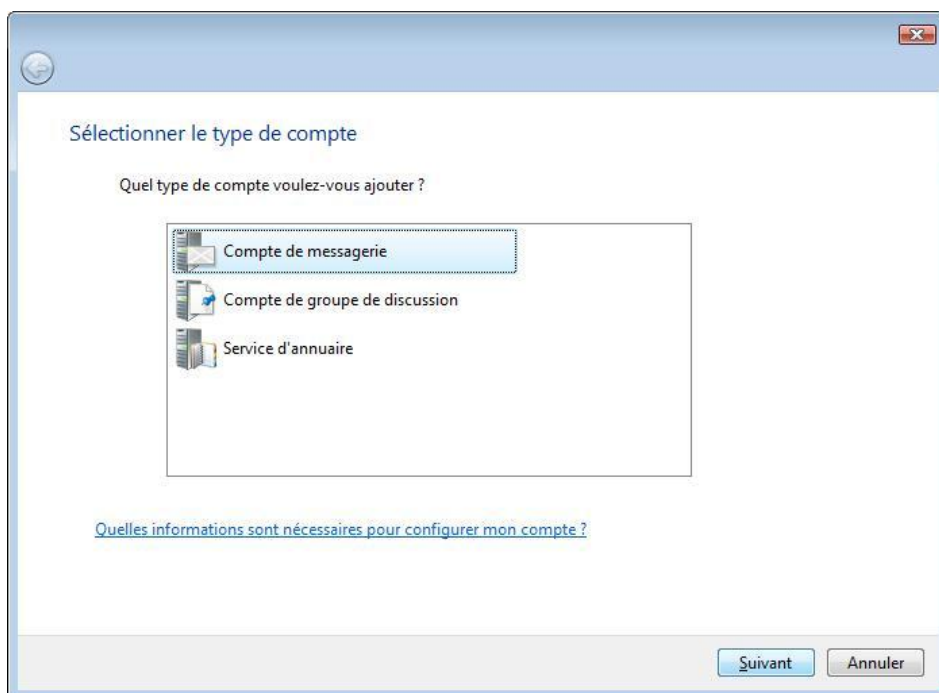 Sélectionner le type de compte
Quel type de compte voulez-vous ajouter ?
Compte de messagerie
Compte de groupe de discussion
Service d'annuaire
Quelles informations sont nécessaires pour configurer mon compte ?
Suivant
Annuler